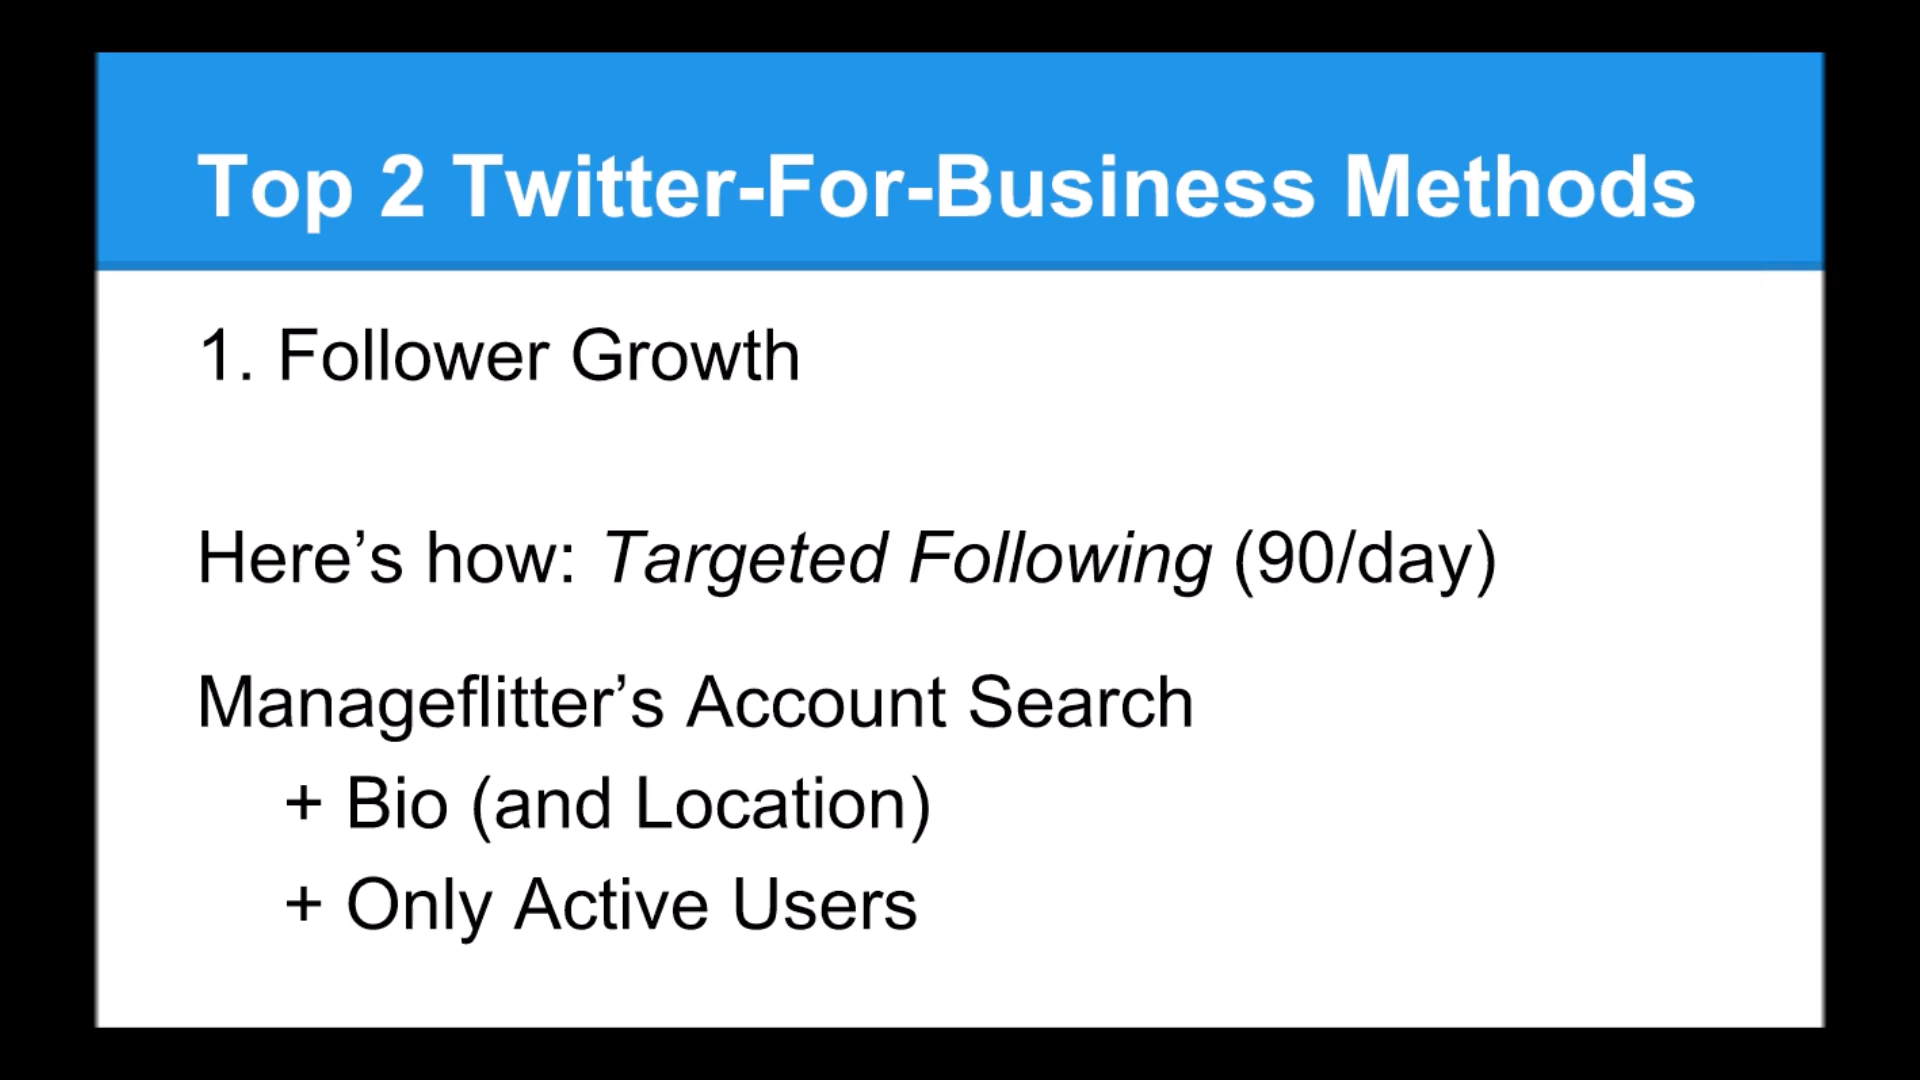 Top 2 Twitter-For-Business Methods
1. Follower Growth
Here’s how: Targeted Following (90/day)
Manageflitter’s Account Search
+ Bio (and Location)
+ Only Active Users